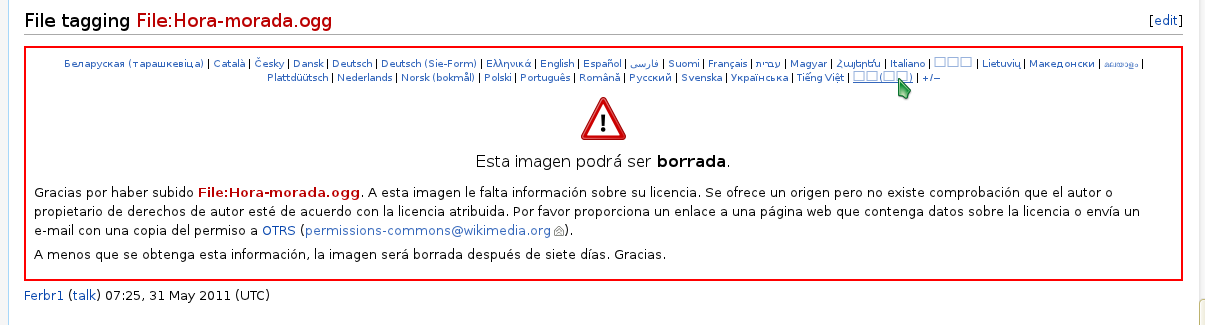 File tagging File:Hora-morada.ogg [edit]
Беларуская (тарашкевіца) | Català | Česky | Dansk | Deutsch | Deutsch (Sie-Form) | Ελληνικά | English | Español | فارسی | Suomi | Français | עברית | Magyar | Հայերեն | Italiano | | Lietuvių | Македонски | മലയാളം |
Plattdüütsch | Nederlands | Norsk (bokmål) | Polski | Português | Română | Русский | Svenska | Українська | Tiếng Việt | | +/−
Esta imagen podrá ser borrada.
Gracias por haber subido File:Hora-morada.ogg. A esta imagen le falta información sobre su licencia. Se ofrece un origen pero no existe comprobación que el autor o
propietario de derechos de autor esté de acuerdo con la licencia atribuida. Por favor proporciona un enlace a una página web que contenga datos sobre la licencia o envía un
e-mail con una copia del permiso a OTRS (permissions-commons@wikimedia.org).
A menos que se obtenga esta información, la imagen será borrada después de siete días. Gracias.
Ferbr1 (talk) 07:25, 31 May 2011 (UTC)